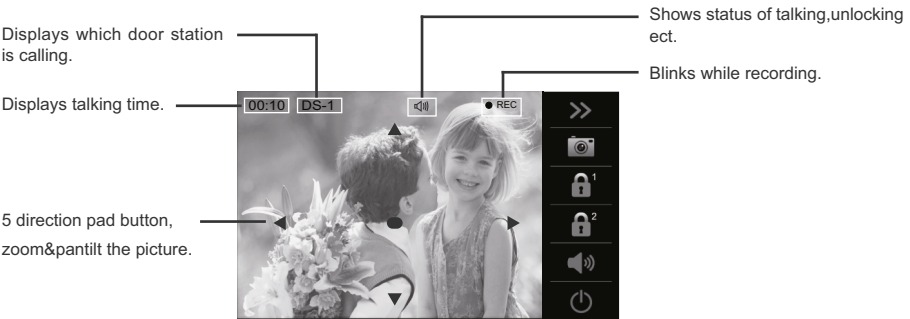 Displays which door station
is calling.
Displays talking time.
5 direction pad button,
zoom&pantilt the picture.
Shows status of talking,unlocking
ect.
Blinks while recording.
00:10 DS-1 REC
1
2